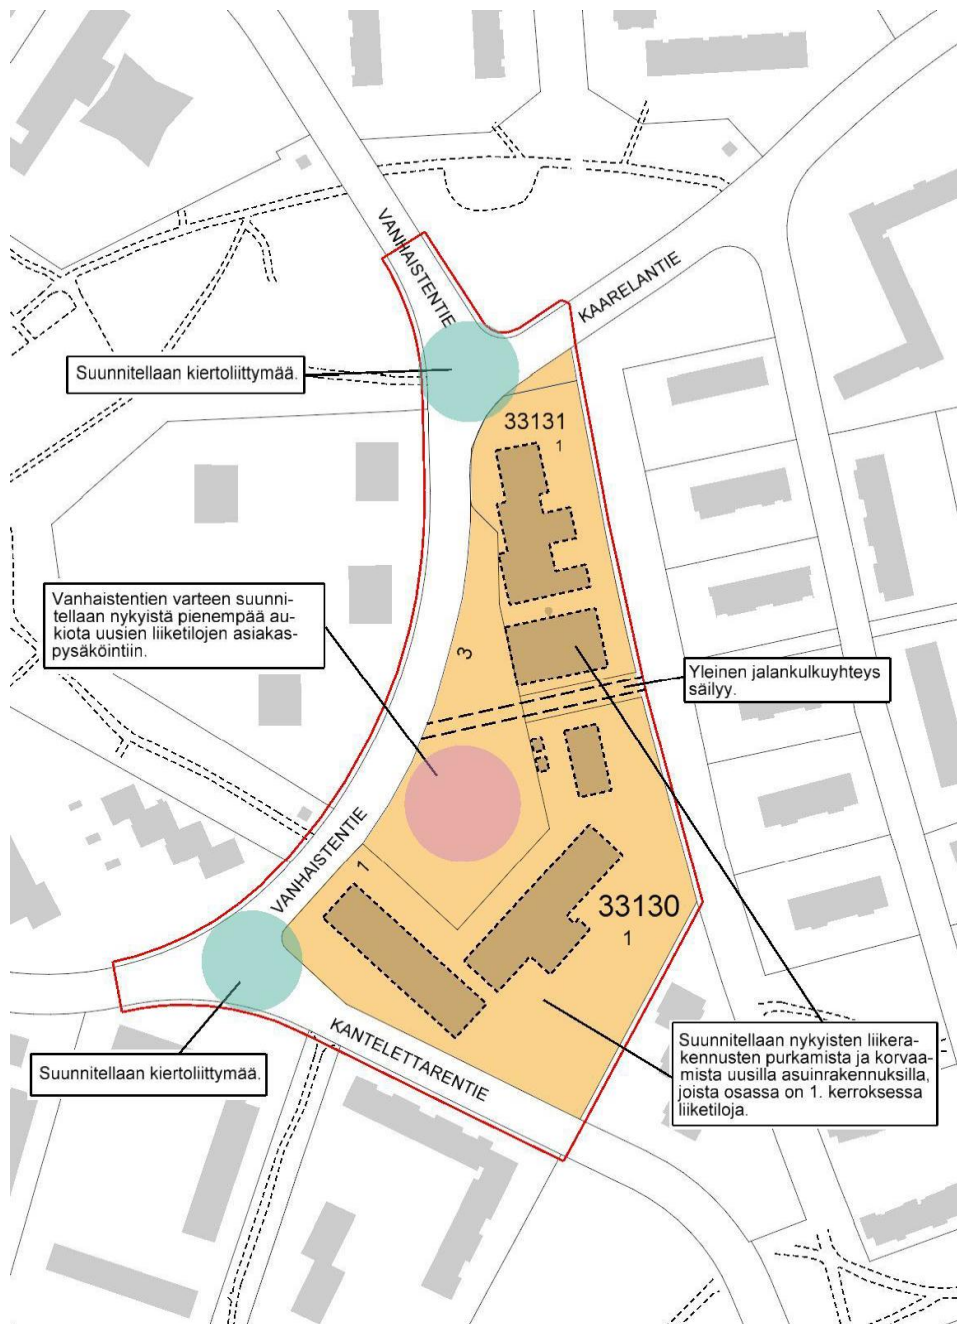 VANHAISTENTIE
KAARELANTIE
Suunnitellaan kiertoliittymää.
33131
1
Vanhaistentien varteen suunni-
tellaan nykyistä pienempää au-
kiota uusien liiketilojen asiakas-
pysäköintiin.
3
Yleinen jalankulkuyhteys
säilyy.
VANHAISTENTIE
1
33130
1
KANTELETTARENTIE
Suunnitellaan kiertoliittymää.
Suunnitellaan nykyisten liikera-
kennusten purkamista ja korvaa-
mista uusilla asuinrakennuksilla,
joista osassa on 1. kerroksessa
liiketiloja.